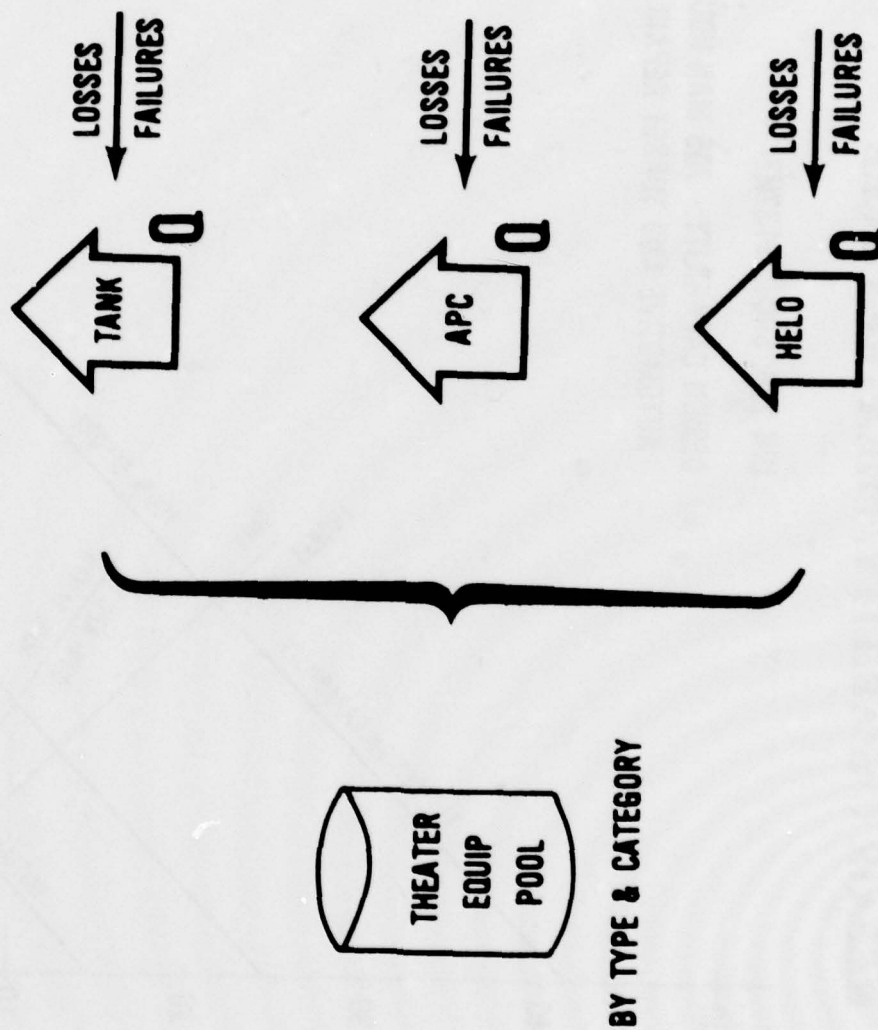 LOSSES
TANK
Q
FAILURES
THEATER
EQUIP
POOL
LOSSES
APC
Q
FAILURES
BY TYPE & CATEGORY
LOSSES
HELO
Q
FAILURES